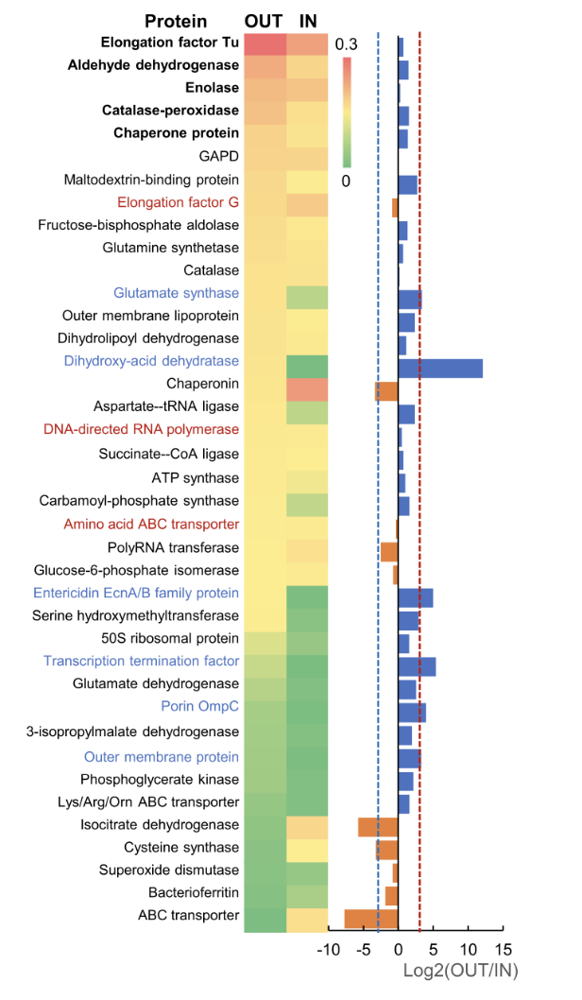 Protein OUT IN
Elongation factor Tu
0.3
Aldehyde dehydrogenase
Enolase
Catalase-peroxidase
Chaperone protein
GAPD
Maltodextrin-binding protein
0
Elongation factor G
Fructose-bisphosphate aldolase
Glutamine synthetase
Catalase
Glutamate synthase
Outer membrane lipoprotein
Dihydrolipoyl dehydrogenase
Dihydroxy-acid dehydratase
Chaperonin
Aspartate--tRNA ligase
DNA-directed RNA polymerase
Succinate--CoA ligase
ATP synthase
Carbamoyl-phosphate synthase
Amino acid ABC transporter
PolyRNA transferase
Glucose-6-phosphate isomerase
Entericidin EcnA/B family protein
Serine hydroxymethyltransferase
50S ribosomal protein
Transcription termination factor
Glutamate dehydrogenase
Porin OmpC
3-isopropylmalate dehydrogenase
Outer membrane protein
Phosphoglycerate kinase
Lys/Arg/Orn ABC transporter
Isocitrate dehydrogenase
Cysteine synthase
Superoxide dismutase
Bacterioferritin
ABC transporter
-10 -5 0 5 10 15
Log2(OUT/IN)